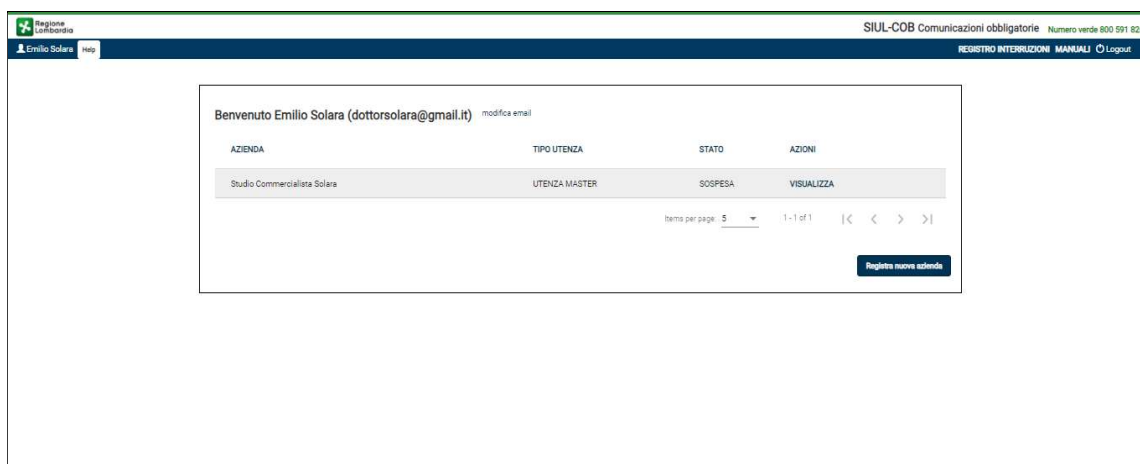 Regione
Lombardia
SIUL-COB Comunicazioni obbligatorie Numero verde 800 591 82
Emilio Solara Help REGISTRO INTERRUZIONI MANUALI Logout
Benvenuto Emilio Solara (dottorsolara@gmail.it) modifica email
AZIENDA TIPO UTENZA STATO AZIONI
Studio Commercialista Solara UTENZA MASTER SOSPESA VISUALIZZA
Items per page: 5 1 - 1 of 1
Registra nuova azienda